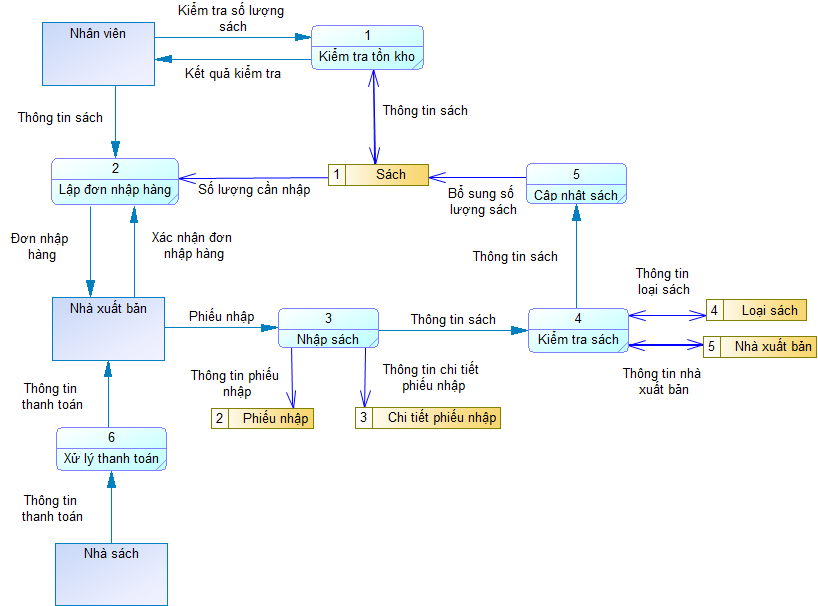 Kiểm tra số lượng
sách
Nhân viên
1
Kiểm tra tồn kho
Kết quả kiểm tra
Thông tin sách
Thông tin sách
2
Lập đơn nhập hàng
Số lượng cần nhập
1 Sách
Bổ sung số
lượng sách
5
Cập nhật sách
Đơn nhập
hàng
Xác nhận đơn
nhập hàng
Thông tin sách
Thông tin
loại sách
Nhà xuất bản
Phiếu nhập
3
Nhập sách
Thông tin sách
4
Kiểm tra sách
4 Loại sách
5 Nhà xuất bản
Thông tin
thanh toán
Thông tin phiếu
nhập
Thông tin chi tiết
phiếu nhập
Thông tin nhà
xuất bản
2 Phiếu nhập
3 Chi tiết phiếu nhập
6
Xử lý thanh toán
Thông tin
thanh toán
Nhà sách